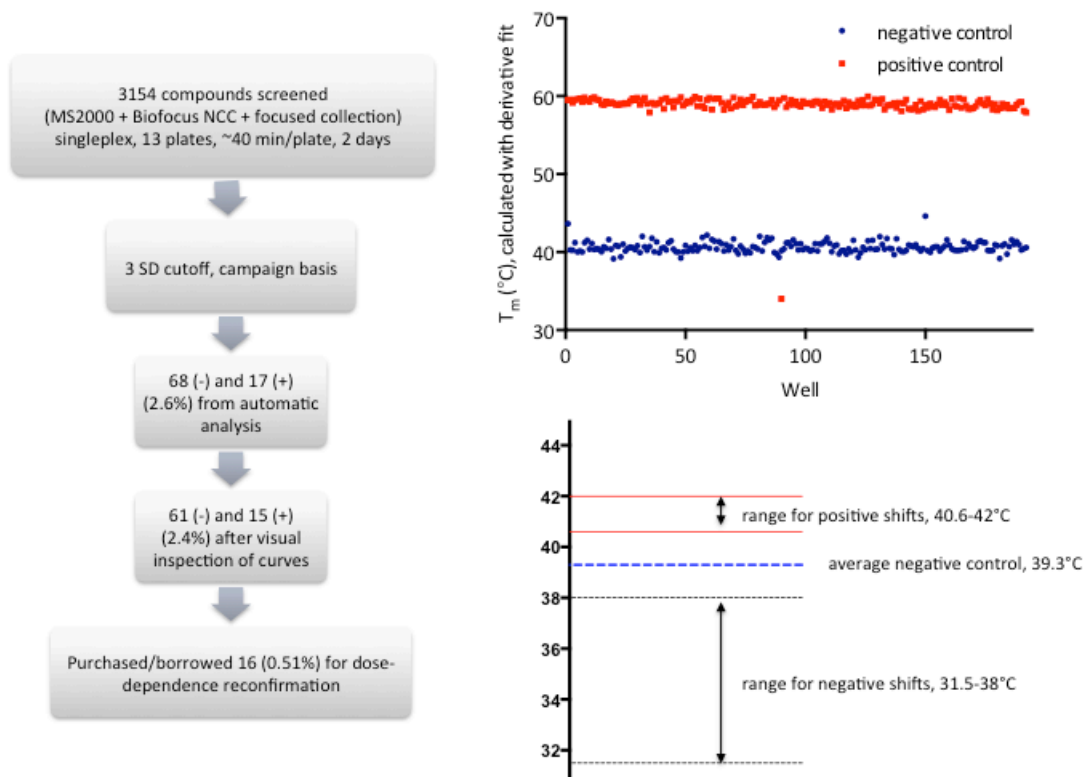 3154 compounds screened
(MS2000 + Biofocus NCC + focused collection)
singleplex, 13 plates, ~40 min/plate, 2 days
3 SD cutoff, campaign basis
68 (-) and 17 (+)
(2.6%) from automatic
analysis
61 (-) and 15 (+)
(2.4%) after visual
inspection of curves
Purchased/borrowed 16 (0.51%) for dose-
dependence reconfirmation
Tm (°C), calculated with derivative fit
70
60
50
40
30
0
50
100
150
Well
negative control
positive control
44
42
40
38
36
34
32
range for positive shifts, 40.6-42°C
average negative control, 39.3°C
range for negative shifts, 31.5-38°C